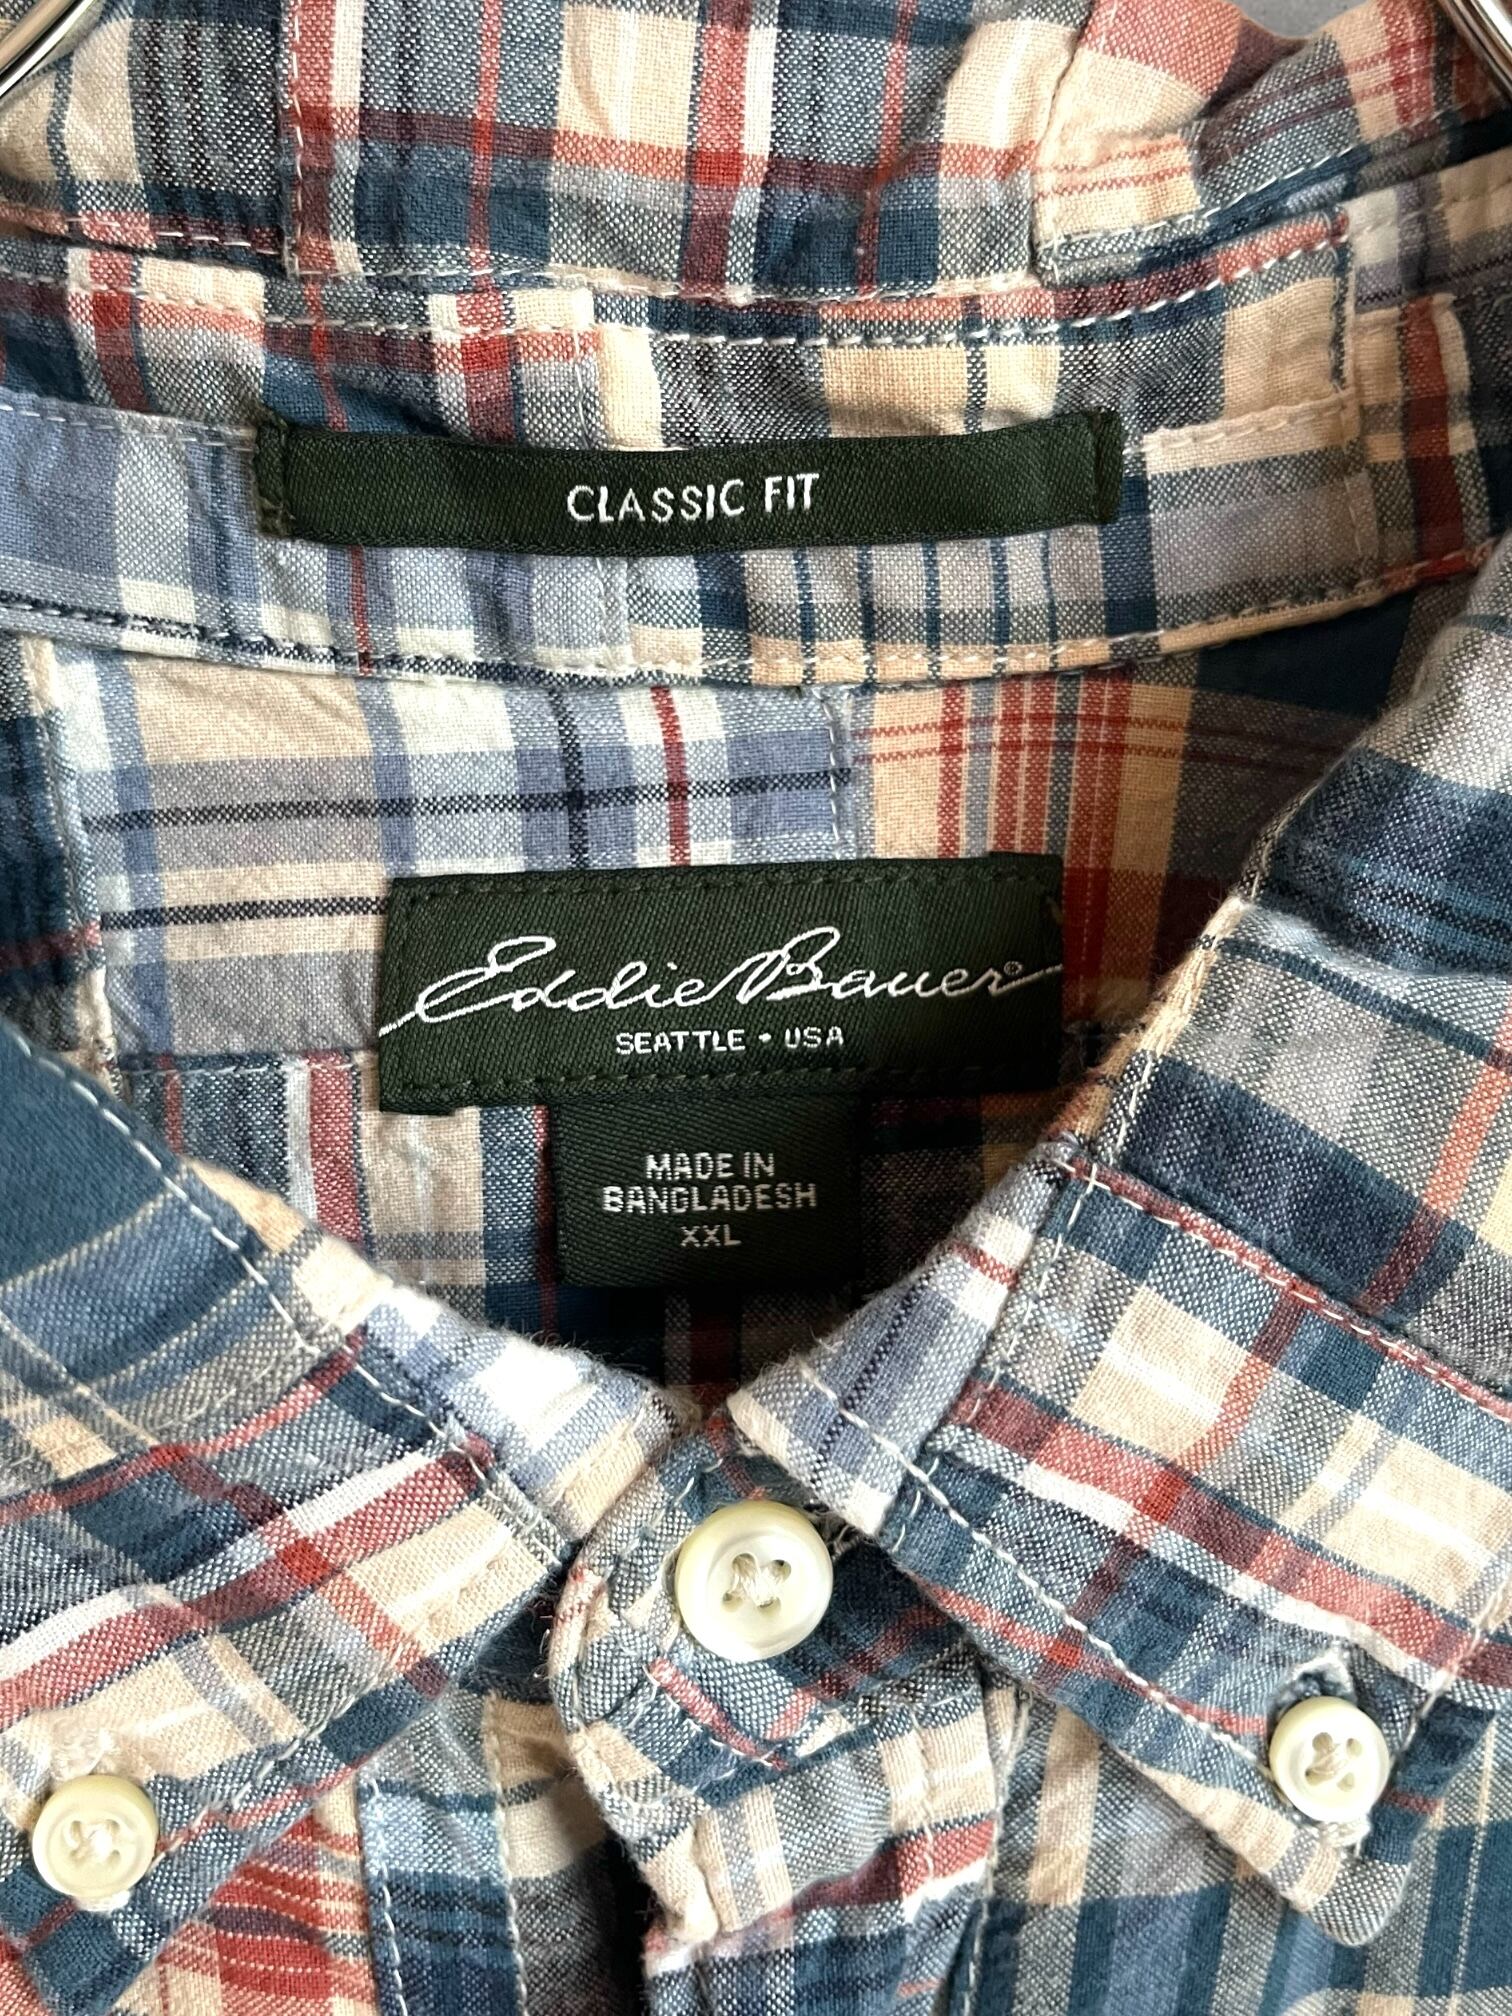 CLASSIC FIT
Eddie Bauer®
SEATTLE • USA
MADE IN
BANGLADESH
XXL